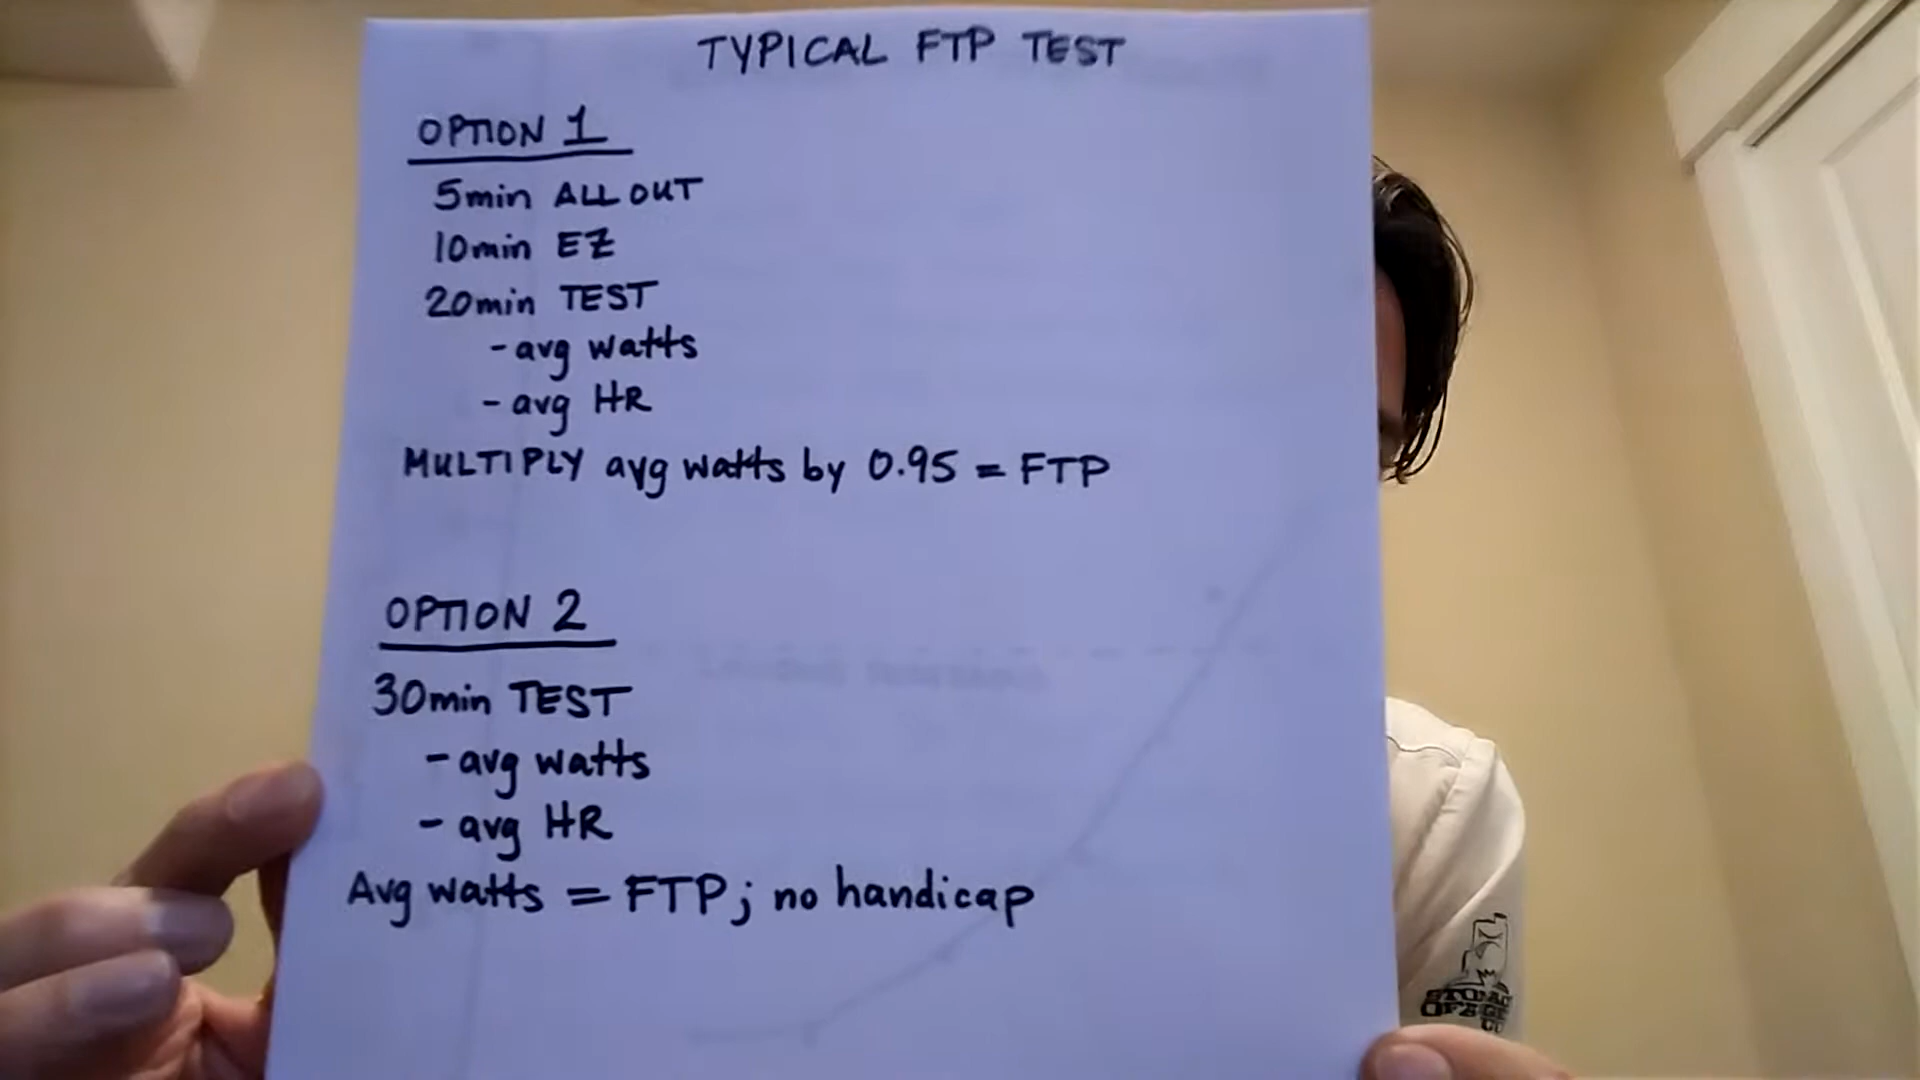 TYPICAL FTP TEST
OPTION 1
5min ALL OUT
10min EZ
20min TEST
- avg watts
- avg HR
MULTIPLY avg watts by 0.95 = FTP
OPTION 2
30min TEST
- avg watts
- avg HR
Avg watts = FTP; no handicap